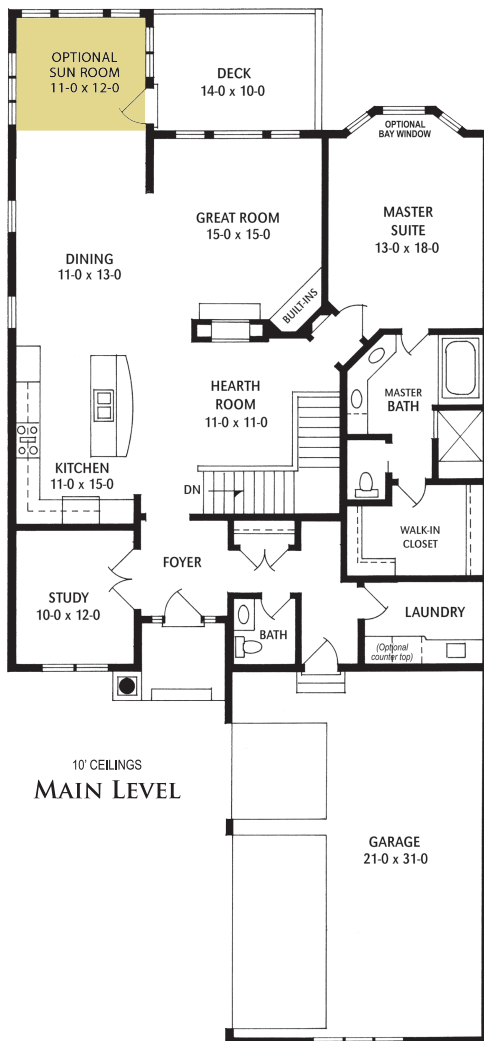 OPTIONAL
SUN ROOM
11-0 x 12-0
DECK
14-0 x 10-0
OPTIONAL
BAY WINDOW
GREAT ROOM
15-0 x 15-0
MASTER
SUITE
13-0 x 18-0
DINING
11-0 x 13-0
BUILT-INS
HEARTH
ROOM
11-0 x 11-0
MASTER
BATH
KITCHEN
11-0 x 15-0
DN
WALK-IN
CLOSET
FOYER
STUDY
10-0 x 12-0
BATH
LAUNDRY
(Optional
counter top)
10' CEILINGS
MAIN LEVEL
GARAGE
21-0 x 31-0